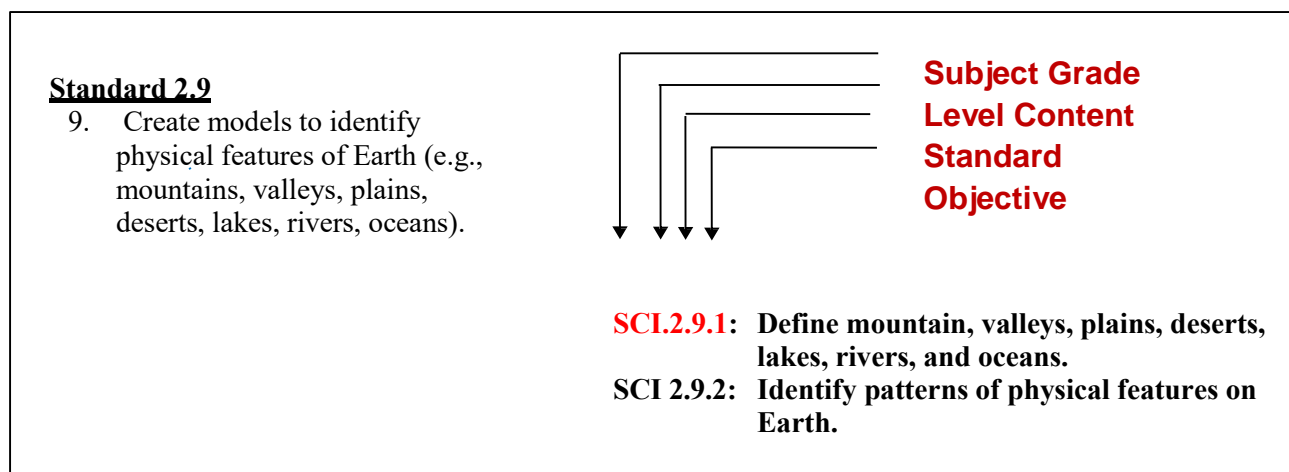 Standard 2.9
9. Create models to identify
physical features of Earth (e.g.,
mountains, valleys, plains,
deserts, lakes, rivers, oceans).
Subject Grade
Level Content
Standard
Objective
SCI.2.9.1: Define mountain, valleys, plains, deserts,
lakes, rivers, and oceans.
SCI 2.9.2: Identify patterns of physical features on
Earth.